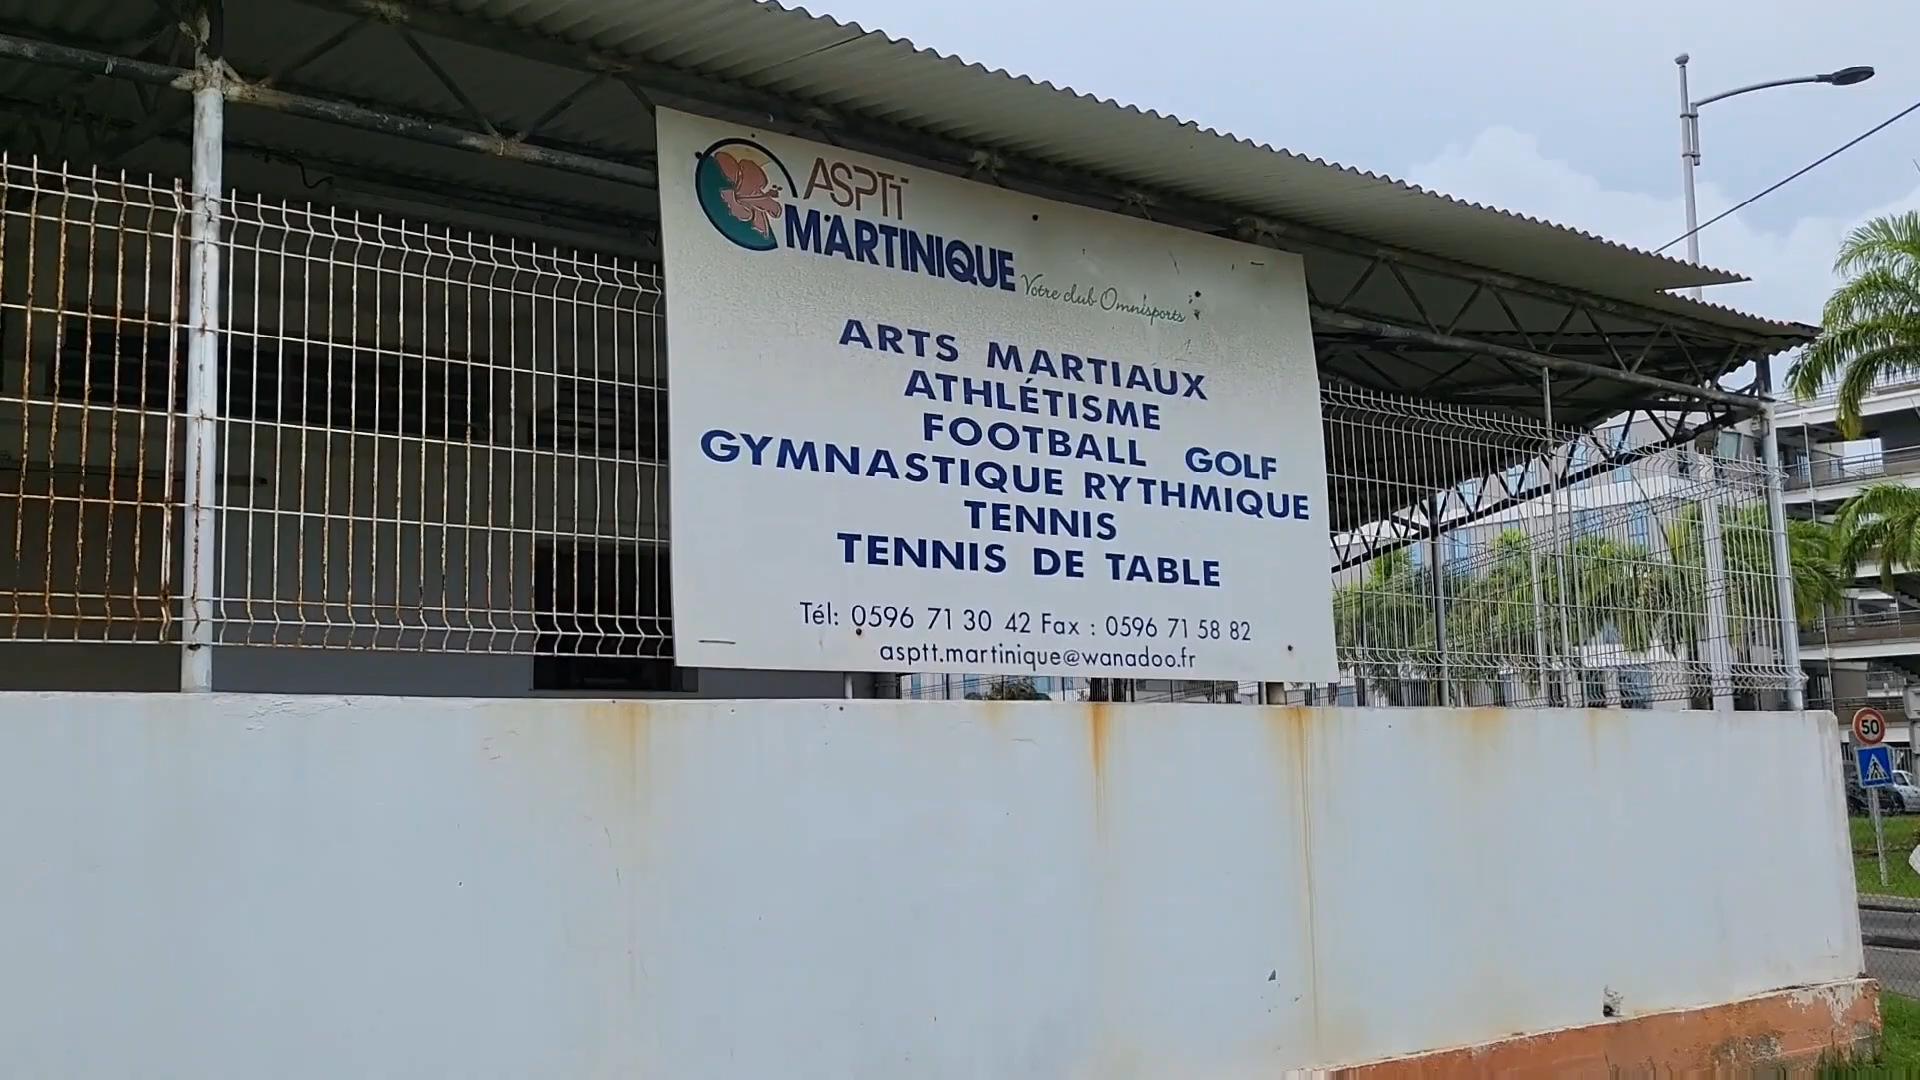 ASPTT
MARTINIQUE
Votre club Omnisports
ARTS MARTIAUX
ATHLÉTISME
FOOTBALL GOLF
GYMNASTIQUE RYTHMIQUE
TENNIS
TENNIS DE TABLE
Tél: 0596 71 30 42 Fax : 0596 71 58 82
asptt.martinique@wanadoo.fr
50